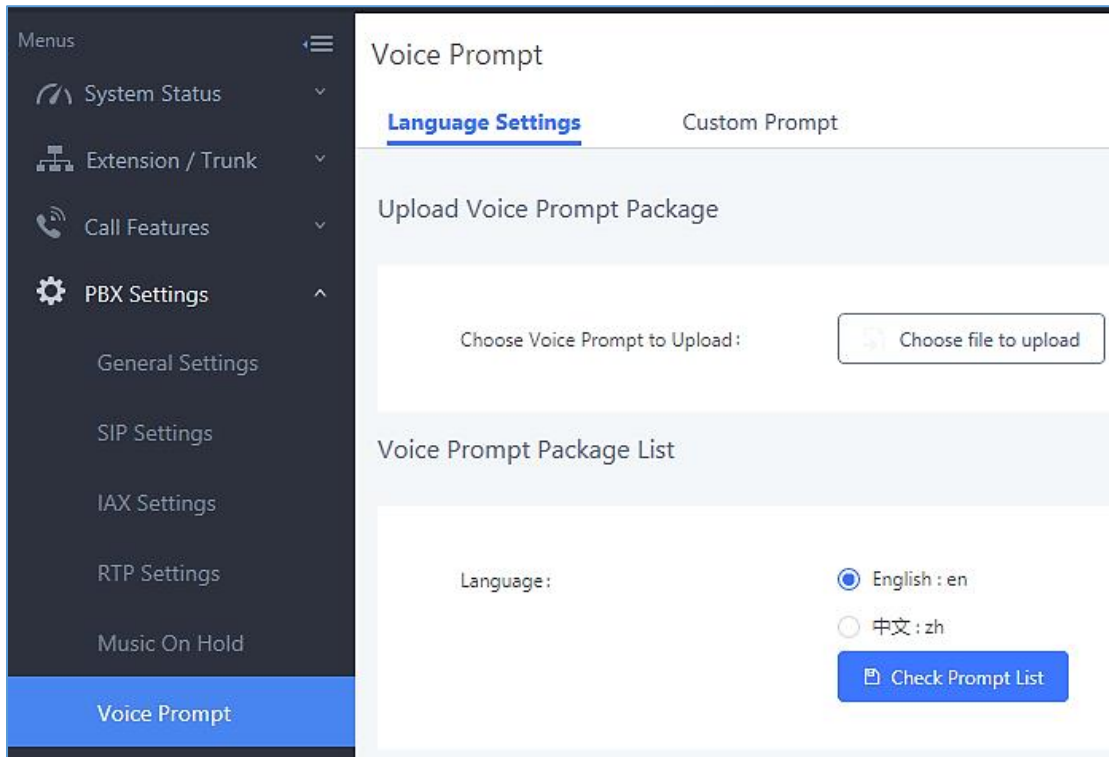 Menus
System Status
Extension / Trunk
Call Features
PBX Settings
General Settings
SIP Settings
IAX Settings
RTP Settings
Music On Hold
Voice Prompt
Voice Prompt
Language Settings Custom Prompt
Upload Voice Prompt Package
Choose Voice Prompt to Upload: Choose file to upload
Voice Prompt Package List
Language: English : en
中文 : zh
Check Prompt List